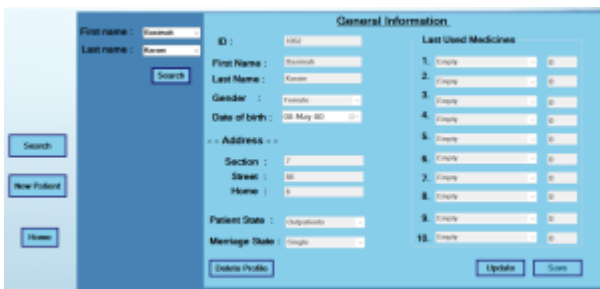 General Information
First name :
Last name : Karam
Search
ID :
First Name :
Last Name : Karam
Gender : Female
Date of birth : 08-May-80
-- Address --
Section : 7
Street :
Home :
Patient State : Outpatients
Merriage State : Single
Delete Profile
Last Used Medicines
1. Empty 0
2. Empty 0
3. Empty 0
4. Empty 0
5. Empty 0
6. Empty 0
7. Empty 0
8. Empty 0
9. Empty 0
10. Empty 0
Update Save
Search
New Patient
Home